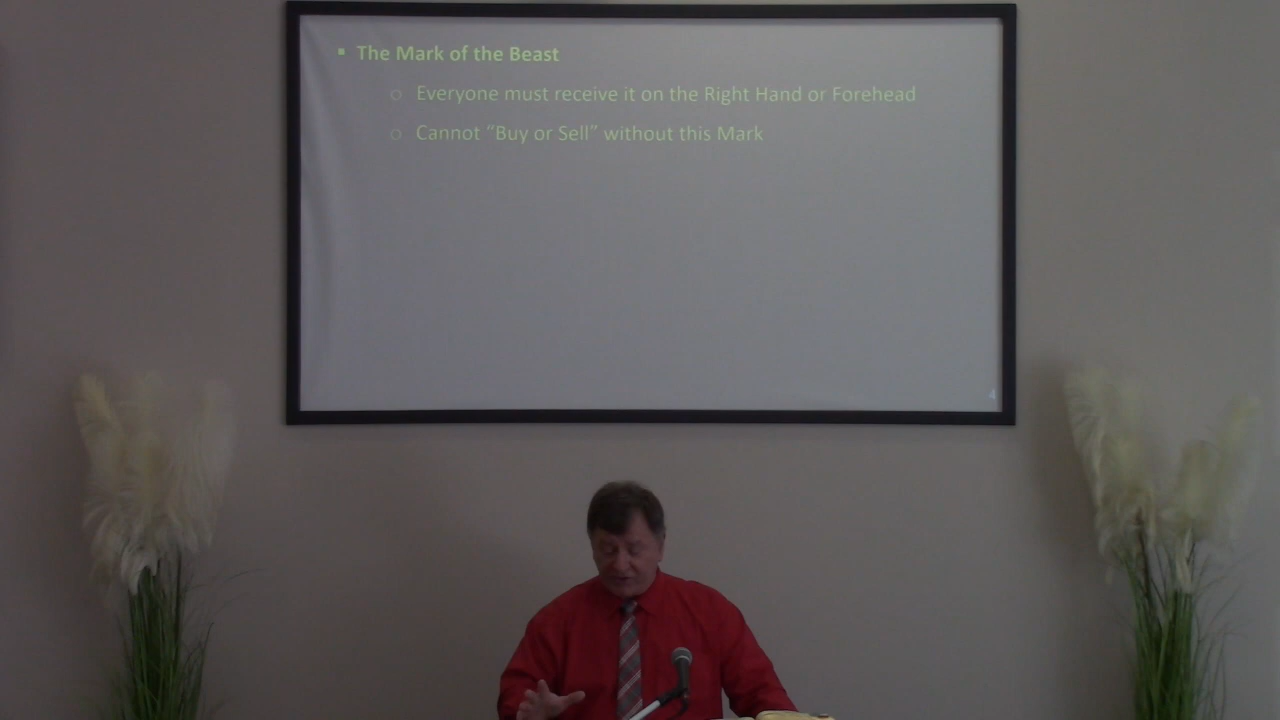 ▪ The Mark of the Beast
○ Everyone must receive it on the Right Hand or Forehead
○ Cannot “Buy or Sell” without this Mark
4